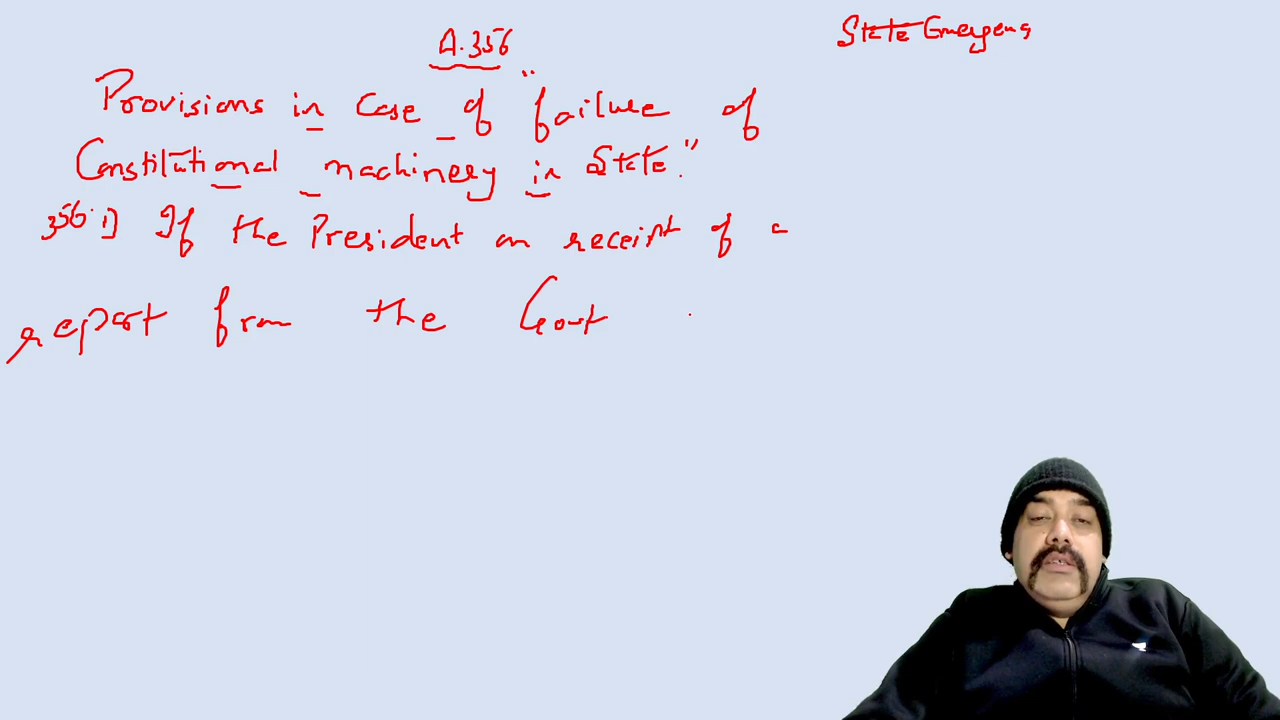 A.356
State Emergency
Provisions in Case of "failure of
Constitutional machinery in State."
356.1) If the President on receipt of a
report from the Govt